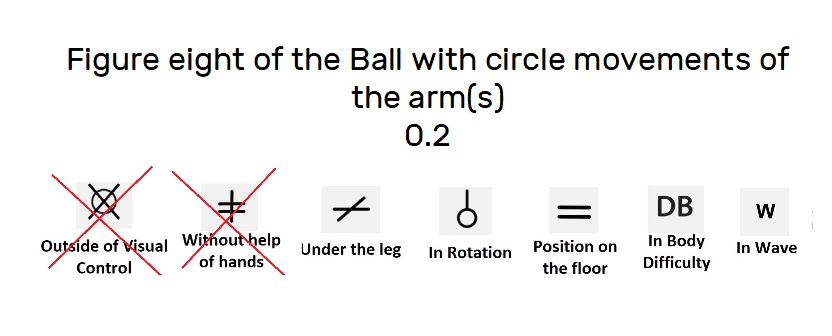 Figure eight of the Ball with circle movements of
the arm(s)
0.2
DB
W
Outside of Visual
Control
Without help
of hands
Under the leg
In Rotation
Position on
the floor
In Body
Difficulty
In Wave